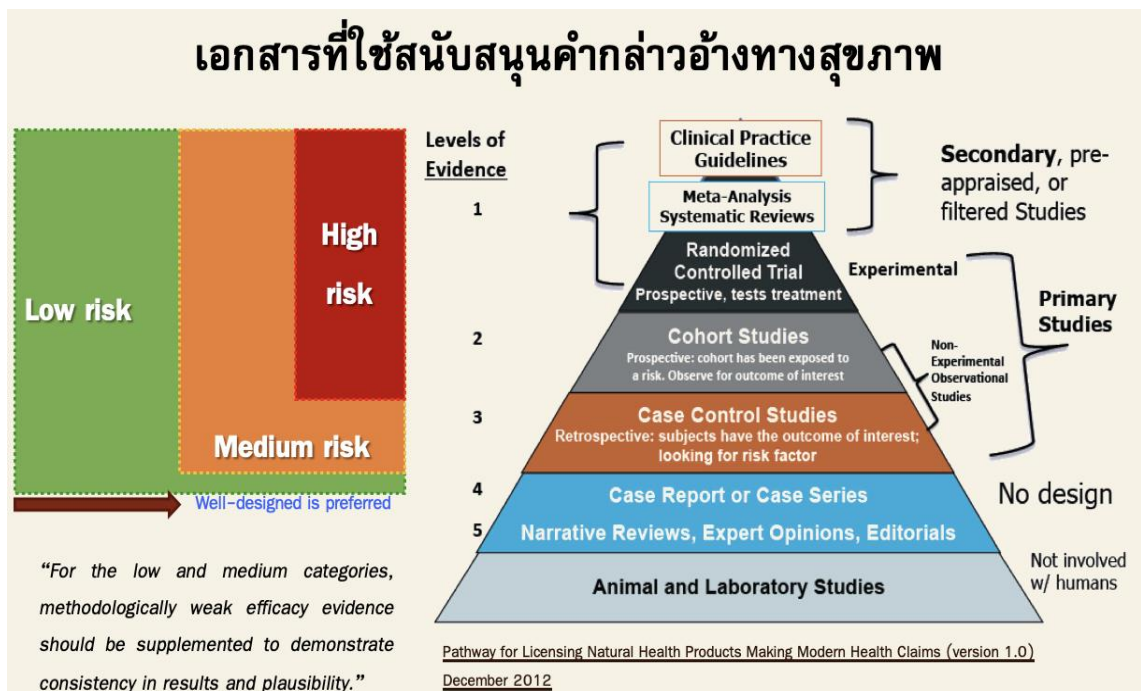 เอกสารที่ใช้สนับสนุนคำกล่าวอ้างทางสุขภาพ
Low risk
High
risk
Medium risk
Well-designed is preferred
“For the low and medium categories,
methodologically weak efficacy evidence
should be supplemented to demonstrate
consistency in results and plausibility.”
Levels of
Evidence
1
2
3
4
5
Clinical Practice
Guidelines
Meta-Analysis
Systematic Reviews
Randomized
Controlled Trial
Prospective, tests treatment
Cohort Studies
Prospective: cohort has been exposed to
a risk. Observe for outcome of interest
Case Control Studies
Retrospective: subjects have the outcome of interest;
looking for risk factor
Case Report or Case Series
Narrative Reviews, Expert Opinions, Editorials
Animal and Laboratory Studies
Secondary, pre-
appraised, or
filtered Studies
Experimental
Primary
Studies
Non-
Experimental
Observational
Studies
No design
Not involved
w/ humans
Pathway for Licensing Natural Health Products Making Modern Health Claims (version 1.0)
December 2012